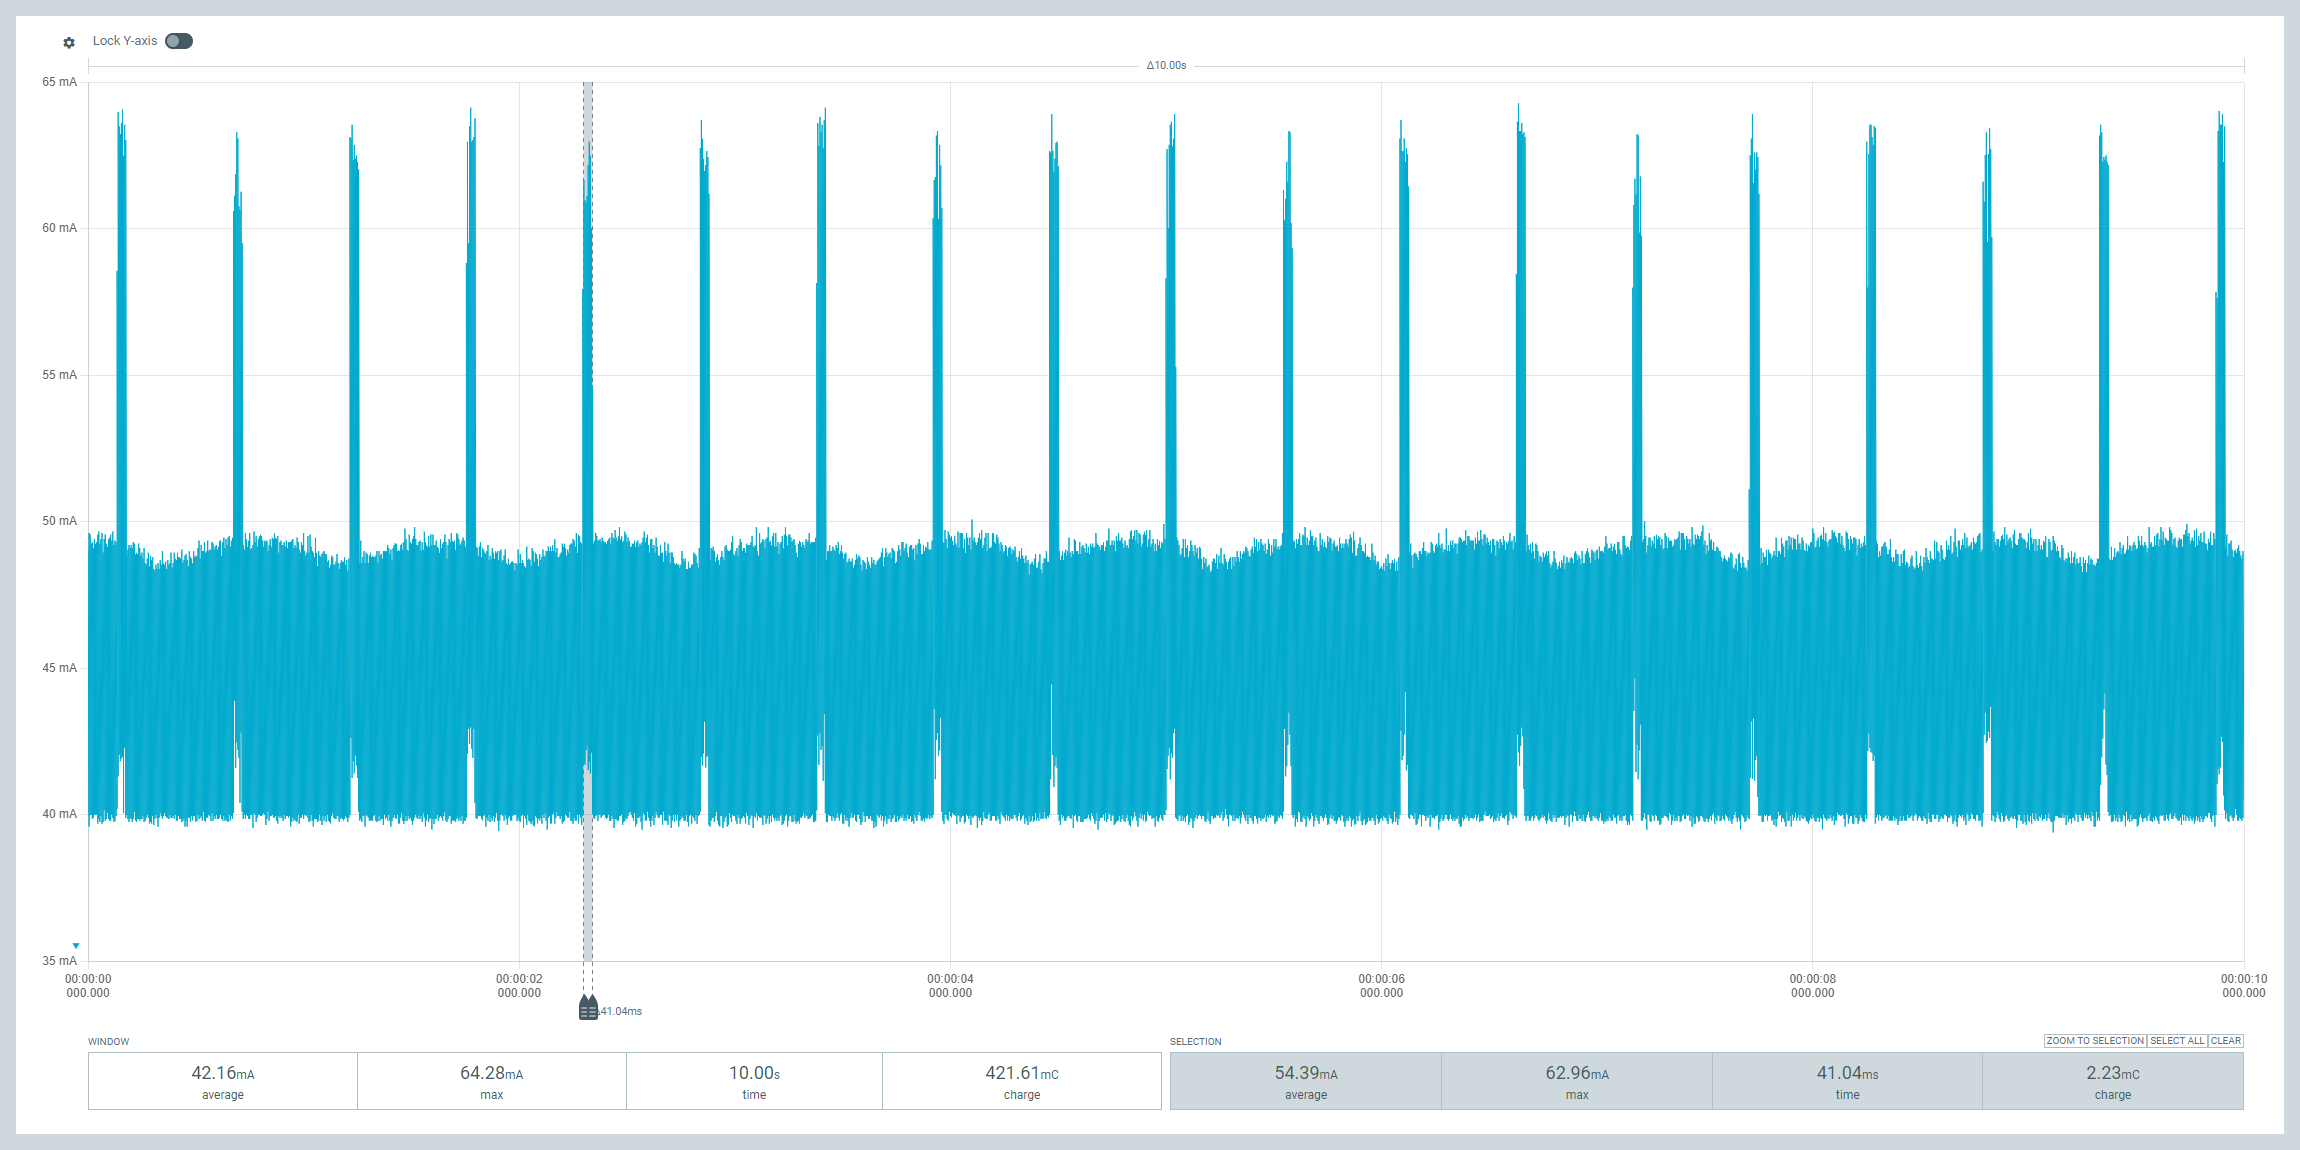 Lock Y-axis
Δ10.00s
65 mA
60 mA
55 mA
50 mA
45 mA
40 mA
35 mA
00:00:00 00:00:02 00:00:04 00:00:06 00:00:08 00:00:10
000.000 000.000 000.000 000.000 000.000 000.000
41.04ms
WINDOW
42.16mA 64.28mA 10.00s 421.61mC
average max time charge
SELECTION
ZOOM TO SELECTION SELECT ALL CLEAR
54.39mA 62.96mA 41.04ms 2.23mC
average max time charge